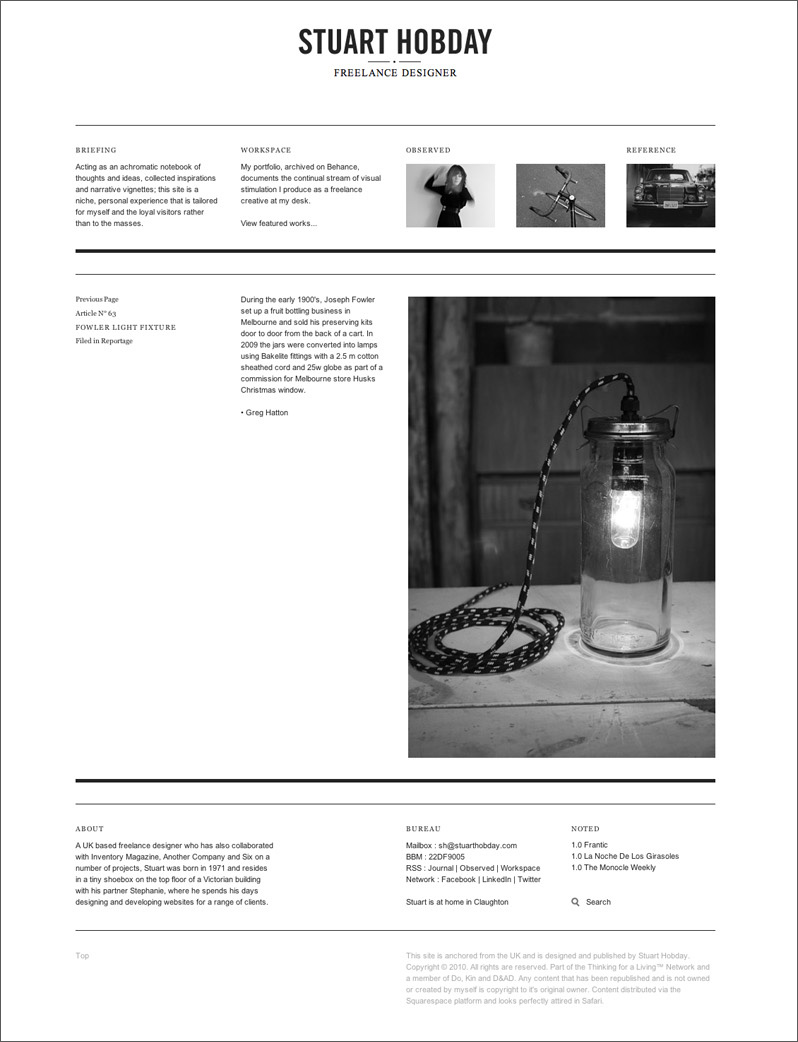 STUART HOBDAY
FREELANCE DESIGNER
BRIEFING
Acting as an achromatic notebook of
thoughts and ideas, collected inspirations
and narrative vignettes; this site is a
niche, personal experience that is tailored
for myself and the loyal visitors rather
than to the masses.
WORKSPACE
My portfolio, archived on Behance,
documents the continual stream of visual
stimulation I produce as a freelance
creative at my desk.
View featured works...
OBSERVED
REFERENCE
Previous Page
Article Nº 63
FOWLER LIGHT FIXTURE
Filed in Reportage
During the early 1900's, Joseph Fowler
set up a fruit bottling business in
Melbourne and sold his preserving kits
door to door from the back of a cart. In
2009 the jars were converted into lamps
using Bakelite fittings with a 2.5 m cotton
sheathed cord and 25w globe as part of a
commission for Melbourne store Husks
Christmas window.
• Greg Hatton
ABOUT
A UK based freelance designer who has also collaborated
with Inventory Magazine, Another Company and Six on a
number of projects, Stuart was born in 1971 and resides
in a tiny shoebox on the top floor of a Victorian building
with his partner Stephanie, where he spends his days
designing and developing websites for a range of clients.
BUREAU
Mailbox : sh@stuarthobday.com
BBM : 22DF9005
RSS : Journal | Observed | Workspace
Network : Facebook | LinkedIn | Twitter
Stuart is at home in Claughton
NOTED
1.0 Frantic
1.0 La Noche De Los Girasoles
1.0 The Monocle Weekly
Search
Top
This site is anchored from the UK and is designed and published by Stuart Hobday.
Copyright © 2010. All rights are reserved. Part of the Thinking for a Living™ Network and
a member of Do, Kin and D&AD. Any content that has been republished and is not owned
or created by myself is copyright to it's original owner. Content distributed via the
Squarespace platform and looks perfectly attired in Safari.